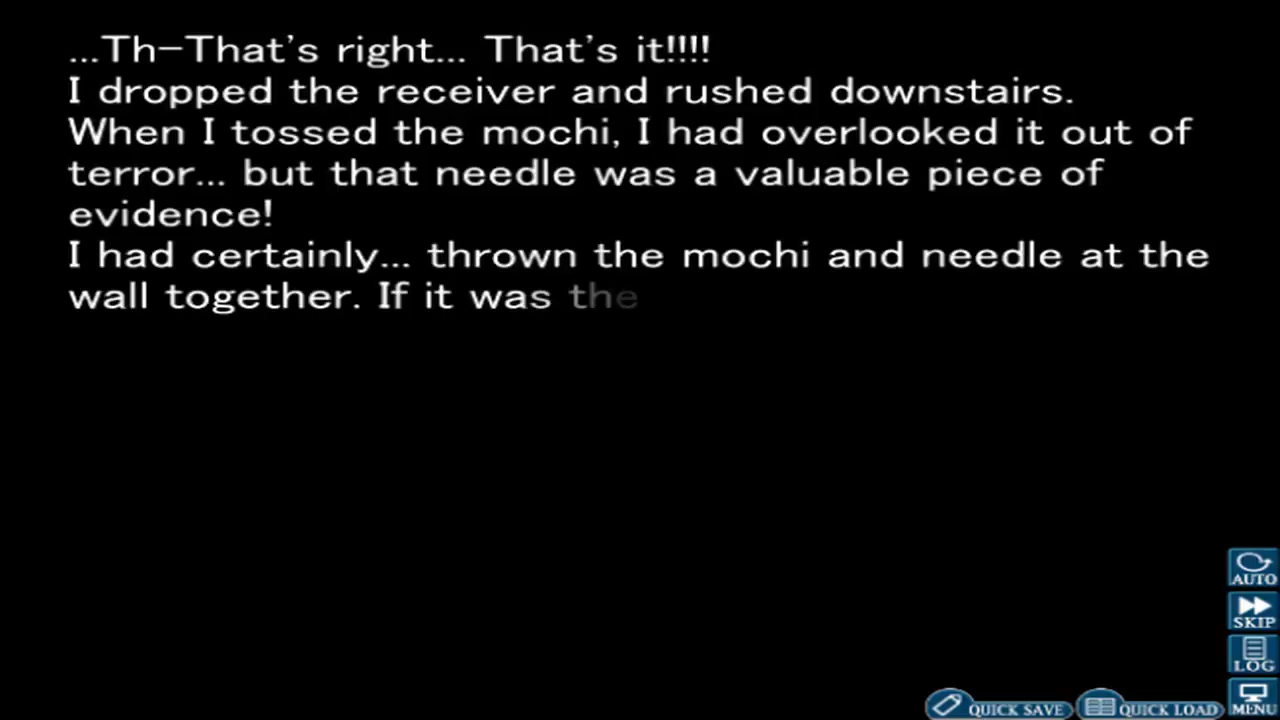 ...Th-That's right... That's it!!!!
I dropped the receiver and rushed downstairs.
When I tossed the mochi, I had overlooked it out of
terror... but that needle was a valuable piece of
evidence!
I had certainly... thrown the mochi and needle at the
wall together. If it was the
AUTO
SKIP
LOG
MENU
QUICK SAVE
QUICK LOAD